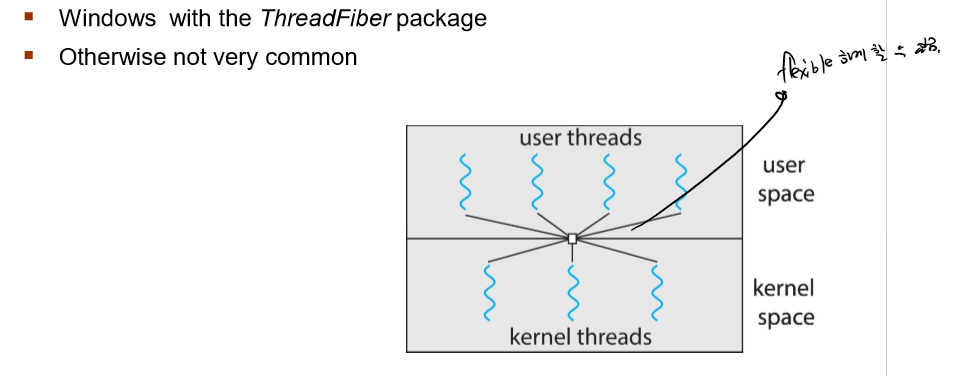 Windows with the ThreadFiber package
Otherwise not very common
flexible 하게 할 수 있음.
user threads
user
space
kernel
space
kernel threads